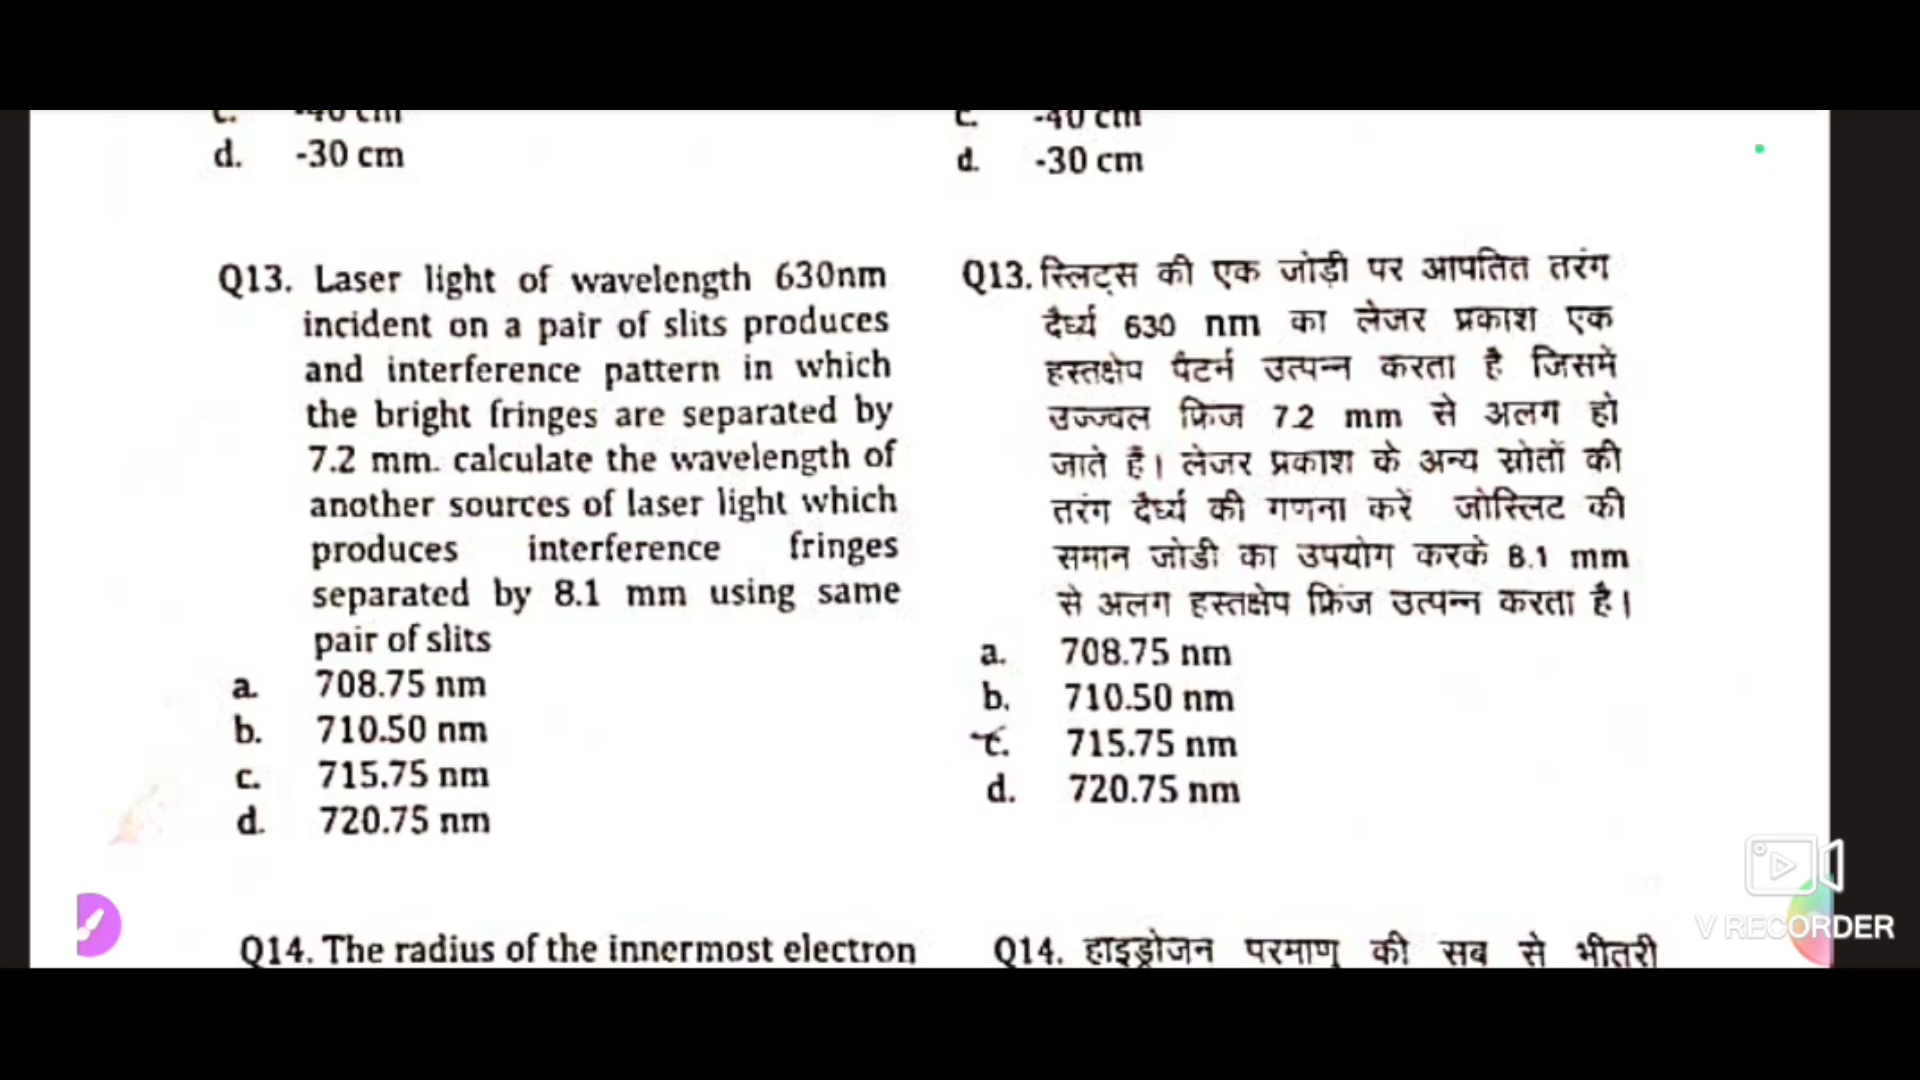 c. -40 cm
d. -30 cm
Q13. Laser light of wavelength 630nm
incident on a pair of slits produces
and interference pattern in which
the bright fringes are separated by
7.2 mm. calculate the wavelength of
another sources of laser light which
produces interference fringes
separated by 8.1 mm using same
pair of slits
a. 708.75 nm
b. 710.50 nm
c. 715.75 nm
d. 720.75 nm
Q14. The radius of the innermost electron
c. -40 cm
d. -30 cm
Q13. स्लिट्स की एक जोड़ी पर आपतित तरंग
दैर्ध्य 630 nm का लेजर प्रकाश एक
हस्तक्षेप पैटर्न उत्पन्न करता है जिसमें
उज्ज्वल फ्रिंज 7.2 mm से अलग हो
जाते हैं। लेजर प्रकाश के अन्य स्रोतों की
तरंग दैर्ध्य की गणना करें जोस्लिट की
समान जोडी का उपयोग करके 8.1 mm
से अलग हस्तक्षेप फ्रिंज उत्पन्न करता है।
a. 708.75 nm
b. 710.50 nm
c. 715.75 nm
d. 720.75 nm
Q14. हाइड्रोजन परमाणु की सब से भीतरी
V RECORDER